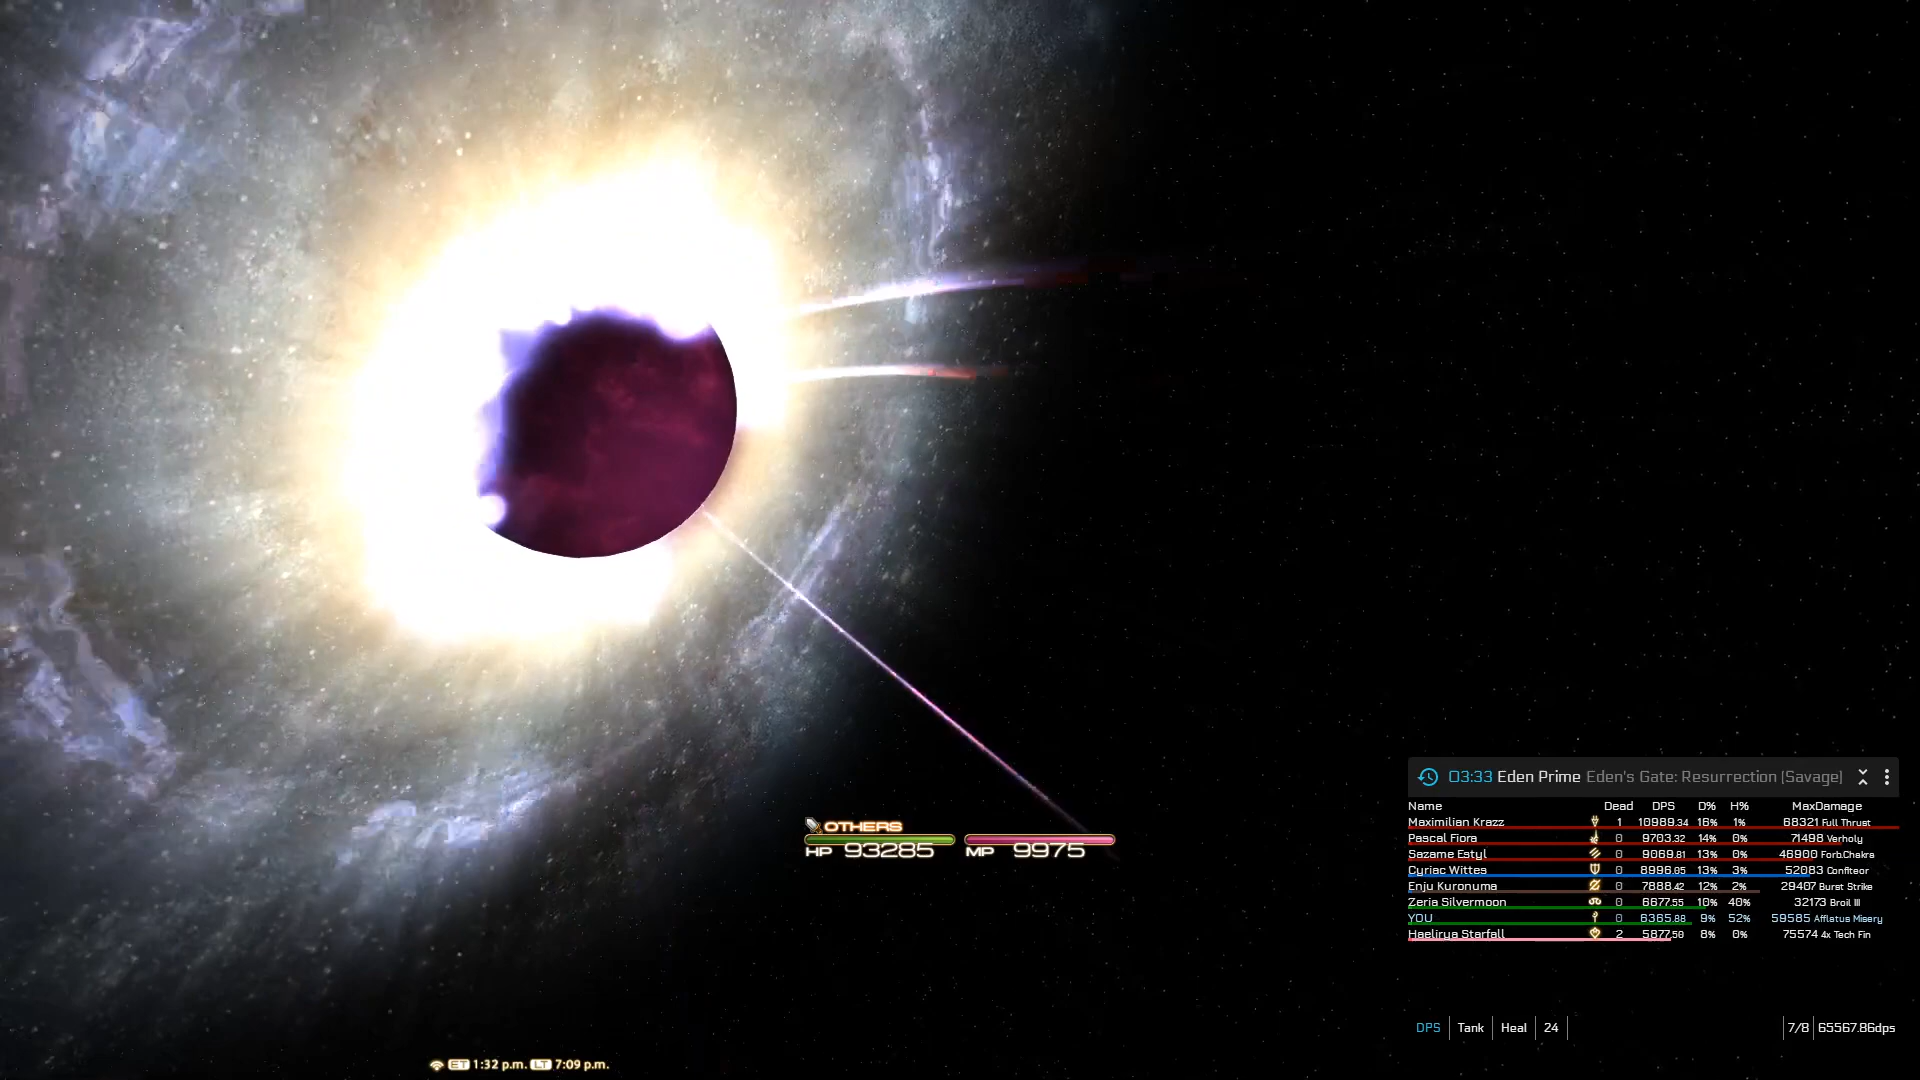 03:33 Eden Prime Eden's Gate: Resurrection (Savage)
Name Dead DPS D% H% MaxDamage
Maximilian Krazz 1 10989.34 16% 1% 68321 Full Thrust
Pascal Fiora 0 9703.32 14% 0% 71498 Verholy
Sazame Estyl 0 9069.81 13% 0% 46900 Forb.Chakra
Cyriac Wittes 0 8996.05 13% 3% 52083 Confiteor
Enju Kuronuma 0 7888.42 12% 2% 29407 Burst Strike
Zeria Silvermoon 0 6677.55 10% 40% 32173 Broil III
YOU 0 6365.88 9% 52% 59585 Afflatus Misery
Haelirya Starfall 2 5877.50 8% 0% 75574 4x Tech Fin
OTHERS
HP 93285 MP 9975
DPS Tank Heal 24 7/8 65567.86dps
ET 1:32 p.m. LT 7:09 p.m.